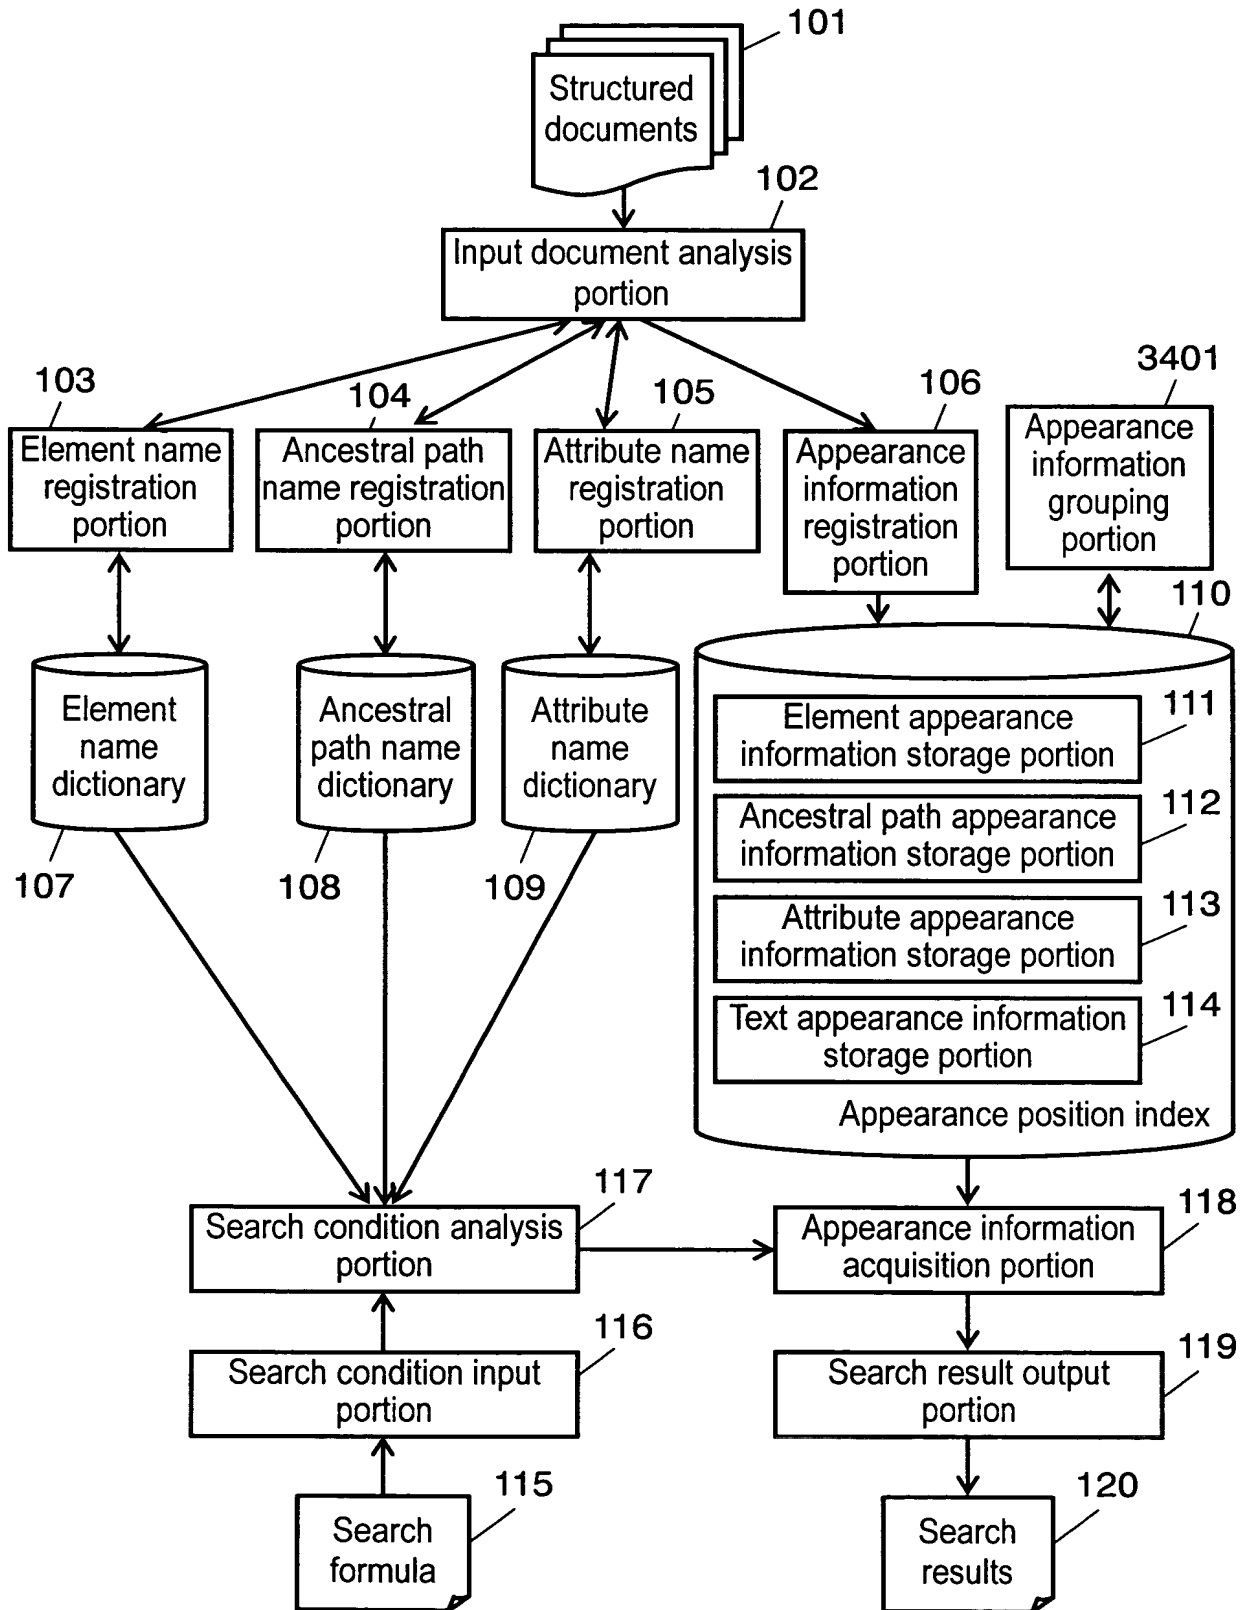 101
Structured
documents
102
Input document analysis
portion
103
Element name
registration
portion
104
Ancestral path
name registration
portion
105
Attribute name
registration
portion
106
Appearance
information
registration
portion
3401
Appearance
information
grouping
portion
110
Element
name
dictionary
107
Ancestral
path name
dictionary
108
Attribute
name
dictionary
109
Element appearance
information storage portion
111
Ancestral path appearance
information storage portion
112
Attribute appearance
information storage portion
113
Text appearance information
storage portion
114
Appearance position index
117
Search condition analysis
portion
118
Appearance information
acquisition portion
116
Search condition input
portion
119
Search result output
portion
115
Search
formula
120
Search
results